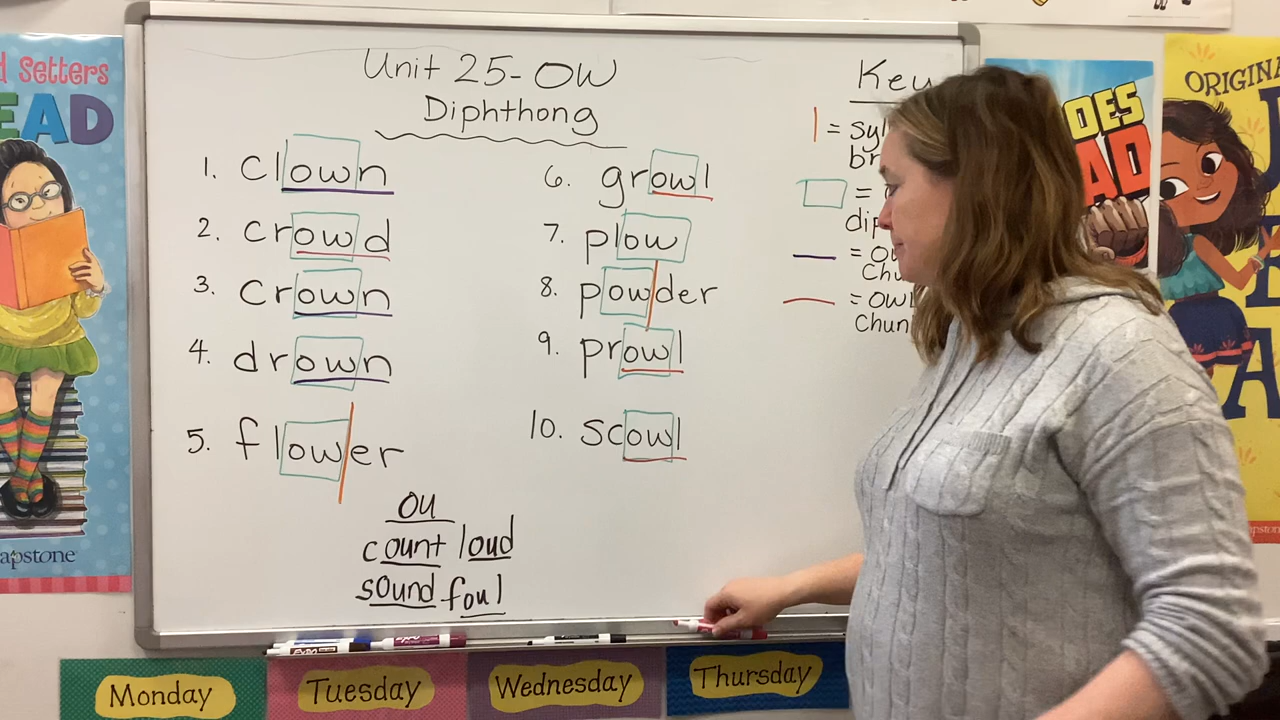 Unit 25-OW
Diphthong
1. clown
2. crowd
3. crown
4. drown
5. flower
6. growl
7. plow
8. powder
9. prowl
10. scowl
ou
count loud
sound foul
Key
=
br
=
dip
= OW
Chun
= OWL
Chun
Setters
EAD
apstone
OES
AD
ORIGINA
Monday
Tuesday
Wednesday
Thursday
EXPO